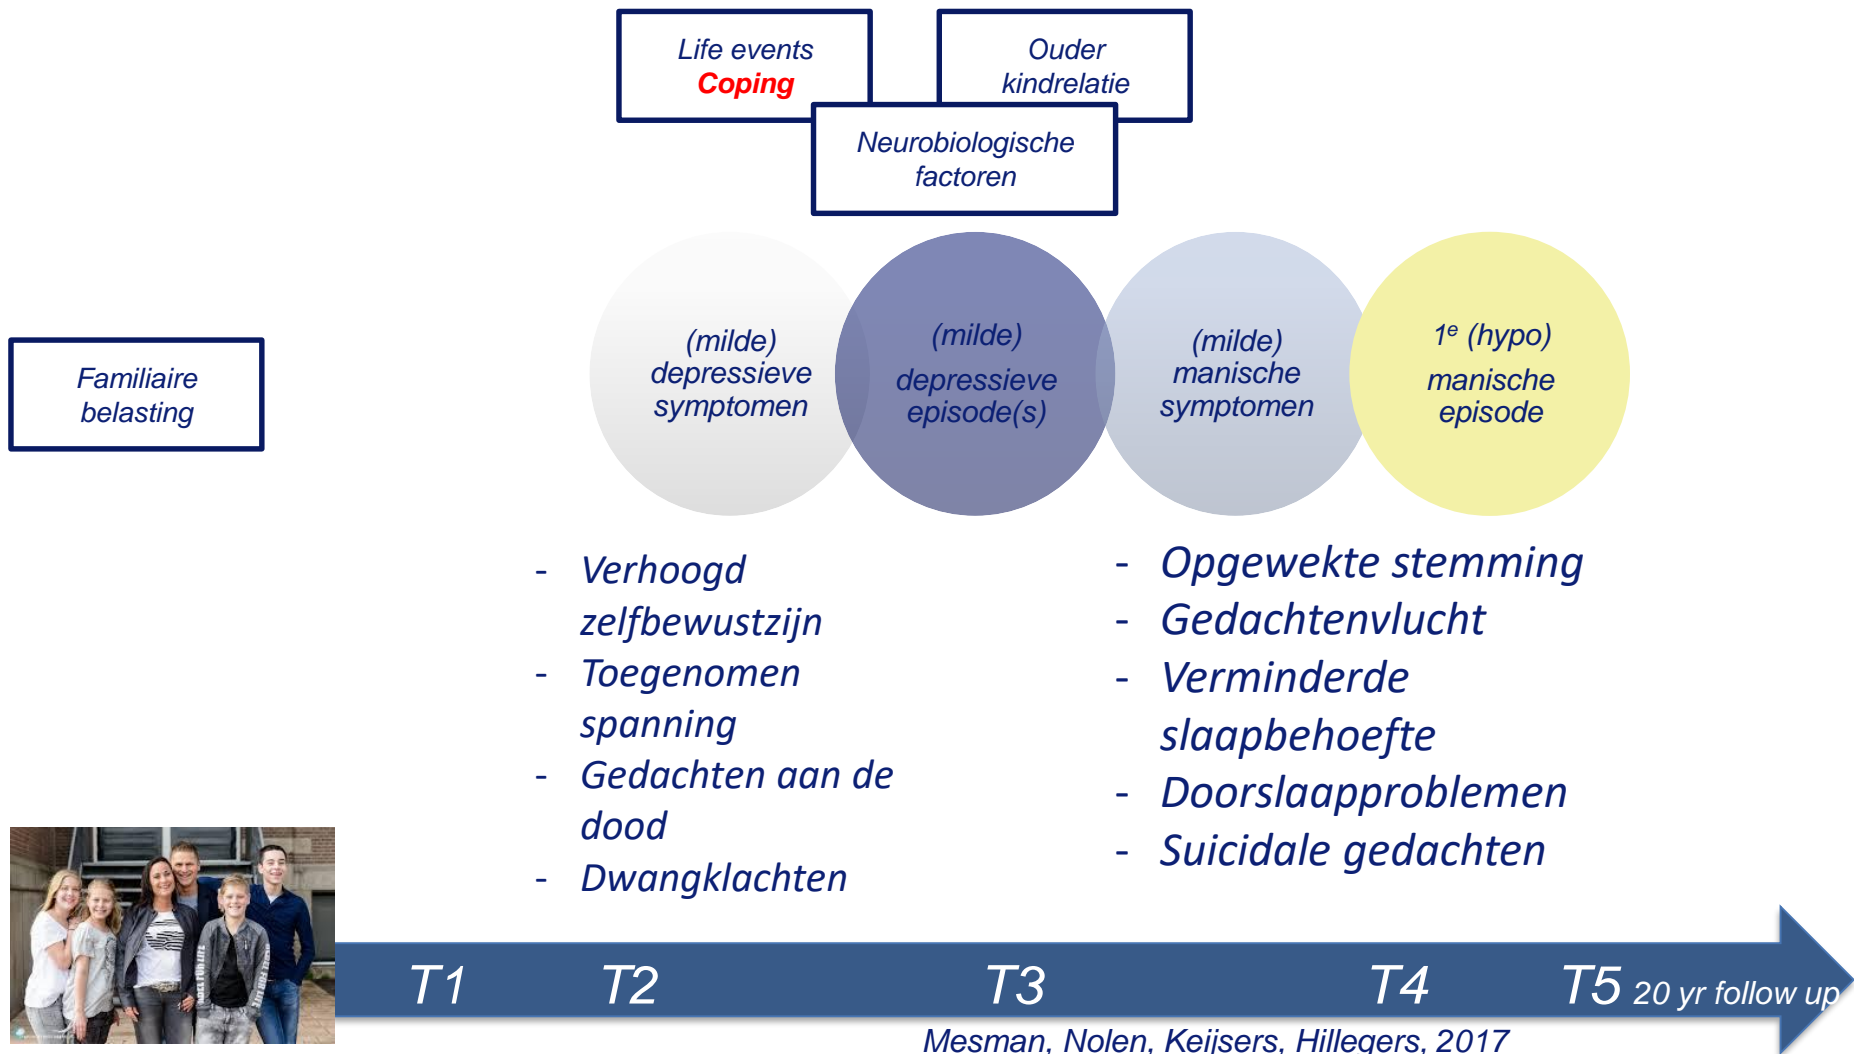 Life events
Coping
Ouder
kindrelatie
Neurobiologische
factoren
Familiaire
belasting
(milde)
depressieve
symptomen
(milde)
depressieve
episode(s)
(milde)
manische
symptomen
1e (hypo)
manische
episode
- Verhoogd
zelfbewustzijn
- Toegenomen
spanning
- Gedachten aan de
dood
- Dwangklachten
- Opgewekte stemming
- Gedachtenvlucht
- Verminderde
slaapbehoefte
- Doorslaapproblemen
- Suicidale gedachten
T1 T2 T3 T4 T5 20 yr follow up
Mesman, Nolen, Keijsers, Hillegers, 2017